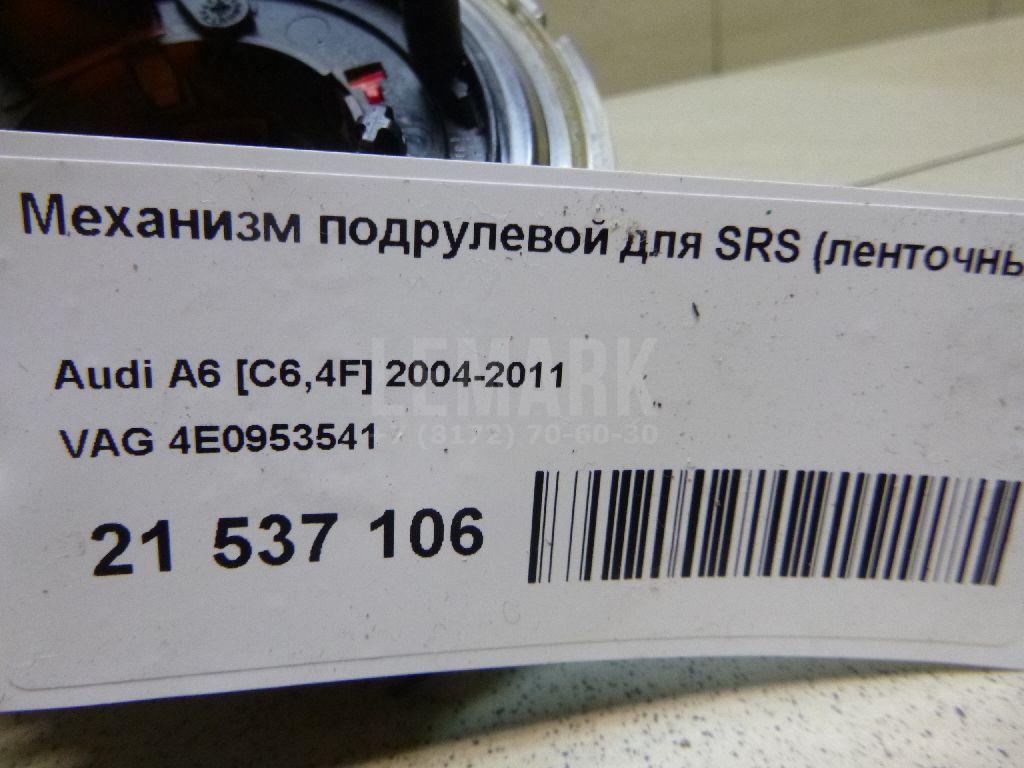 Механизм подрулевой для SRS (ленточны
Audi A6 [C6,4F] 2004-2011
LEMARK
VAG 4E0953541
+7 (8172) 70-60-30
21 537 106